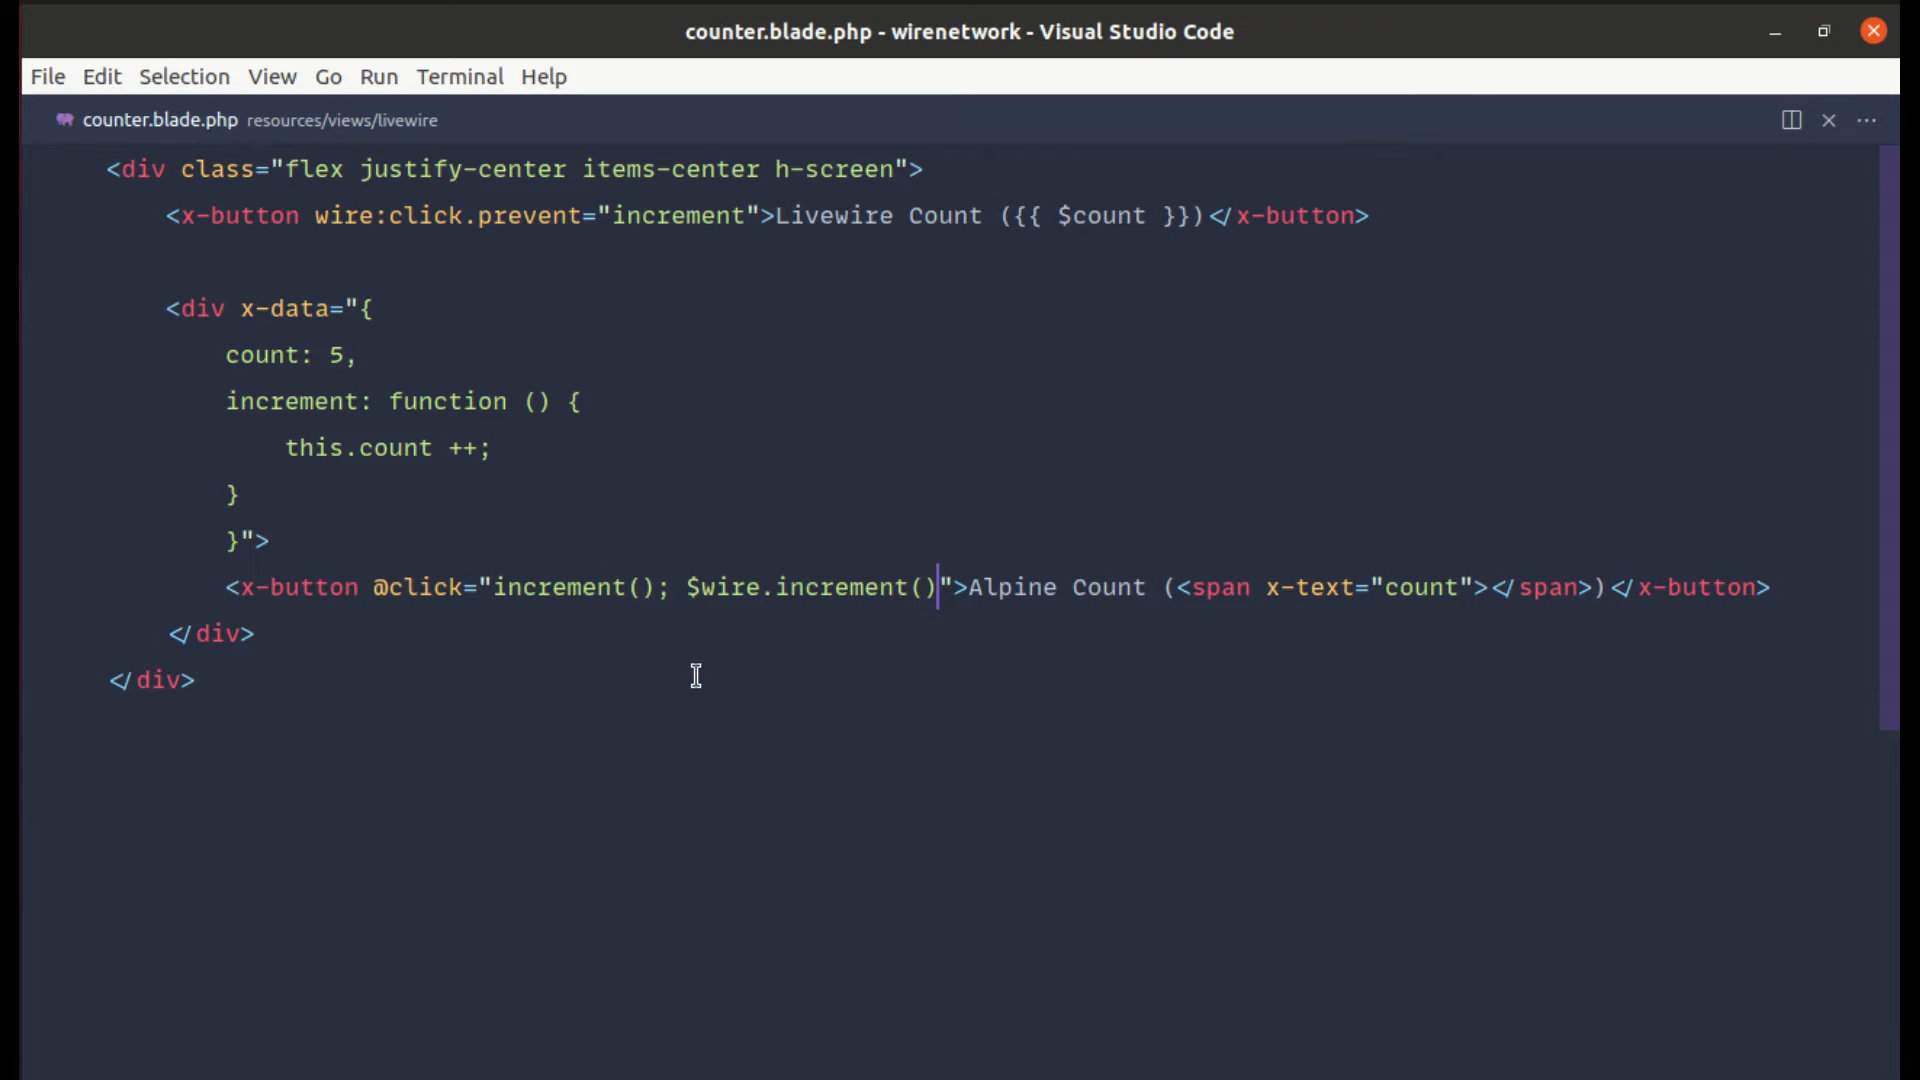 counter.blade.php - wirenetwork - Visual Studio Code
File Edit Selection View Go Run Terminal Help
counter.blade.php resources/views/livewire
<div class="flex justify-center items-center h-screen">
    <x-button wire:click.prevent="increment">Livewire Count ({{ $count }})</x-button>
    <div x-data="{
        count: 5,
        increment: function () {
            this.count ++;
        }
        }">
        <x-button @click="increment(); $wire.increment()">Alpine Count (<span x-text="count"></span>)</x-button>
    </div>
</div>